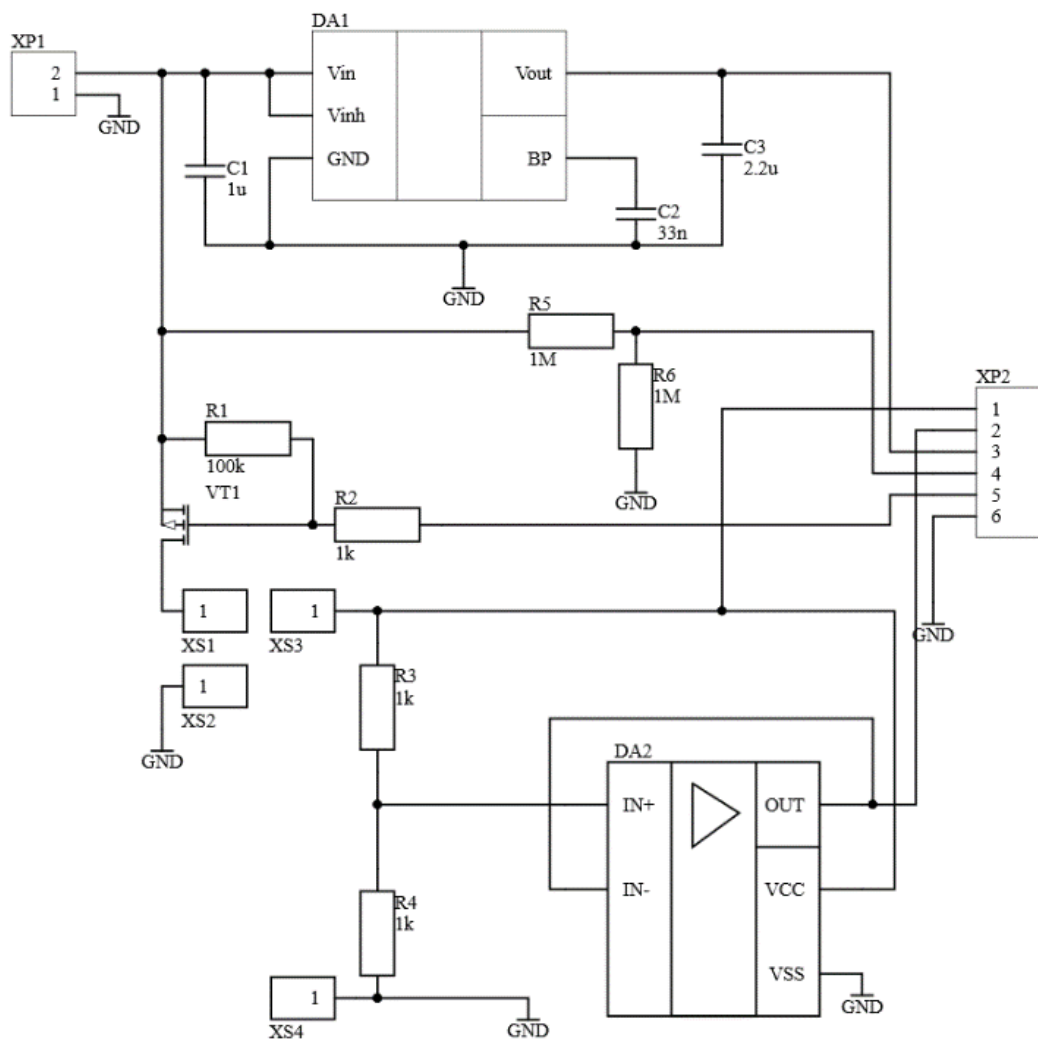 DA1
XP1
2
1
GND
Vin
Vinh
GND
Vout
BP
C1
1u
C2
33n
C3
2.2u
GND
R5
1M
R6
1M
GND
XP2
1
2
3
4
5
6
GND
R1
100k
VT1
R2
1k
1
XS1
1
XS3
1
XS2
GND
R3
1k
DA2
IN+
IN-
OUT
VCC
VSS
GND
R4
1k
1
XS4
GND